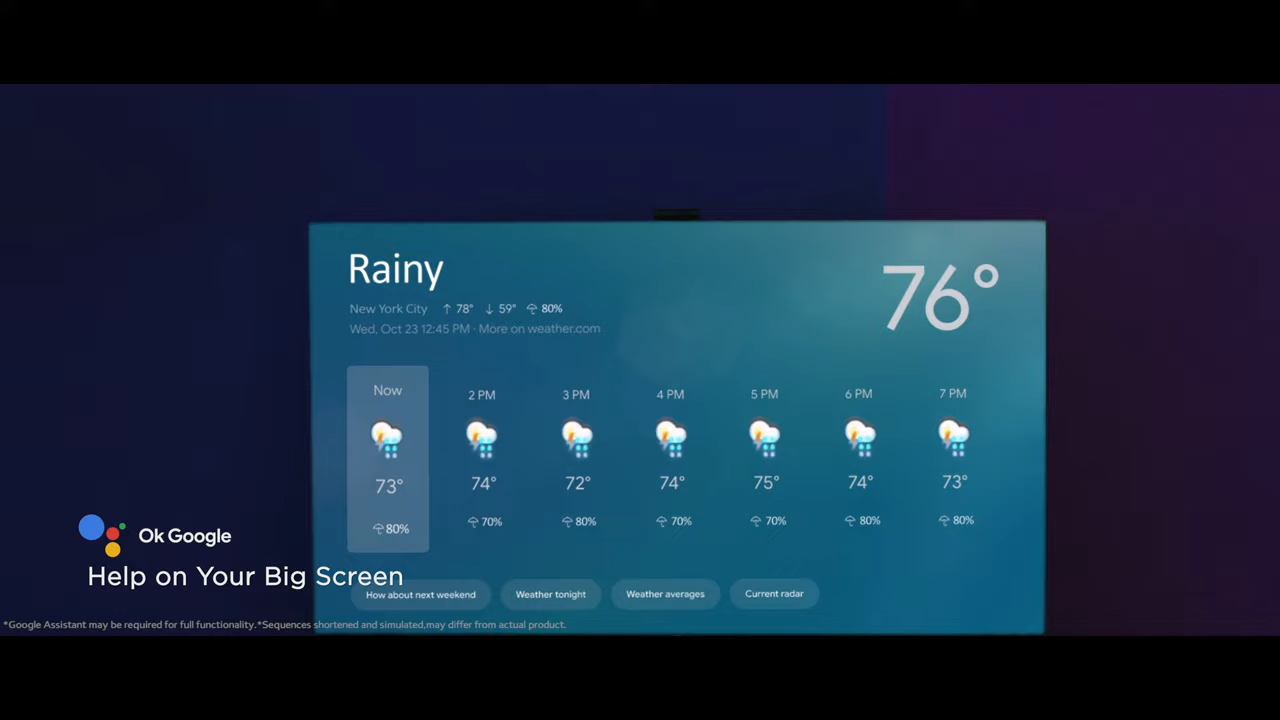 Rainy
76°
New York City ↑ 78° ↓ 59° 80%
Wed, Oct 23 12:45 PM · More on weather.com
Now 2 PM 3 PM 4 PM 5 PM 6 PM 7 PM
73° 74° 72° 74° 75° 74° 73°
80% 70% 80% 70% 70% 80% 80%
Ok Google
Help on Your Big Screen
How about next weekend Weather tonight Weather averages Current radar
*Google Assistant may be required for full functionality.*Sequences shortened and simulated,may differ from actual product.